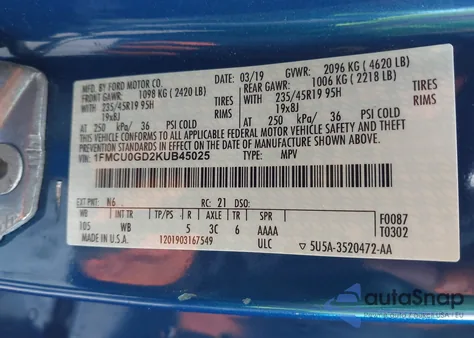 MFD. BY FORD MOTOR CO.
DATE: 03/19 GVWR: 2096 KG ( 4620 LB)
FRONT GAWR: 1098 KG ( 2420 LB) REAR GAWR: 1006 KG ( 2218 LB)
235/45R19 95H WITH 235/45R19 95H WITH
19x8J TIRES RIMS 19x8J TIRES RIMS
AT 250 kPa/ 36 PSI COLD AT 250 kPa/ 36 PSI COLD
THIS VEHICLE CONFORMS TO ALL APPLICABLE FEDERAL MOTOR VEHICLE SAFETY, BUMPER,
AND THEFT PREVENTION STANDARDS IN EFFECT ON THE DATE OF MANUFACTURE SHOWN ABOVE.
VIN: 1FMCU0GD2KUB45025 TYPE: MPV
EXT PNT: N6 RC: 21 DSO:
WB INT TR TP/PS R AXLE TR SPR F0087
105 WB 5 3C 6 AAAA T0302
MADE IN U.S.A. 1201903167549 ULC ▽ 5U5A-3520472-AA
autoSnap